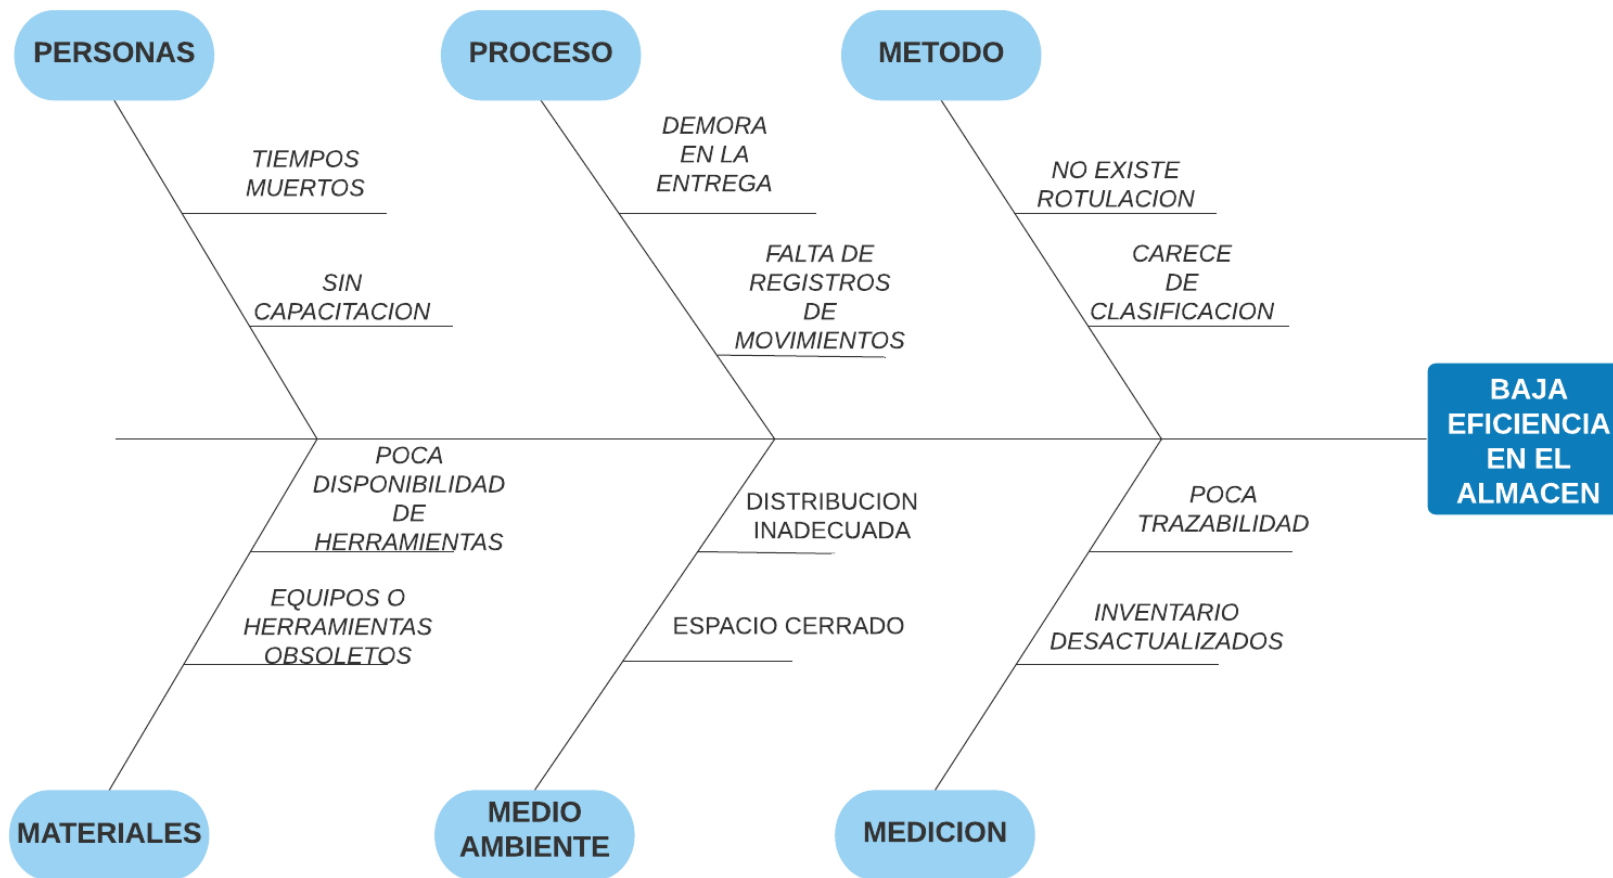 PERSONAS
PROCESO
METODO
TIEMPOS
MUERTOS
SIN
CAPACITACION
DEMORA
EN LA
ENTREGA
FALTA DE
REGISTROS
DE
MOVIMIENTOS
NO EXISTE
ROTULACION
CARECE
DE
CLASIFICACION
BAJA
EFICIENCIA
EN EL
ALMACEN
POCA
DISPONIBILIDAD
DE
HERRAMIENTAS
EQUIPOS O
HERRAMIENTAS
OBSOLETOS
DISTRIBUCION
INADECUADA
ESPACIO CERRADO
POCA
TRAZABILIDAD
INVENTARIO
DESACTUALIZADOS
MATERIALES
MEDIO
AMBIENTE
MEDICION